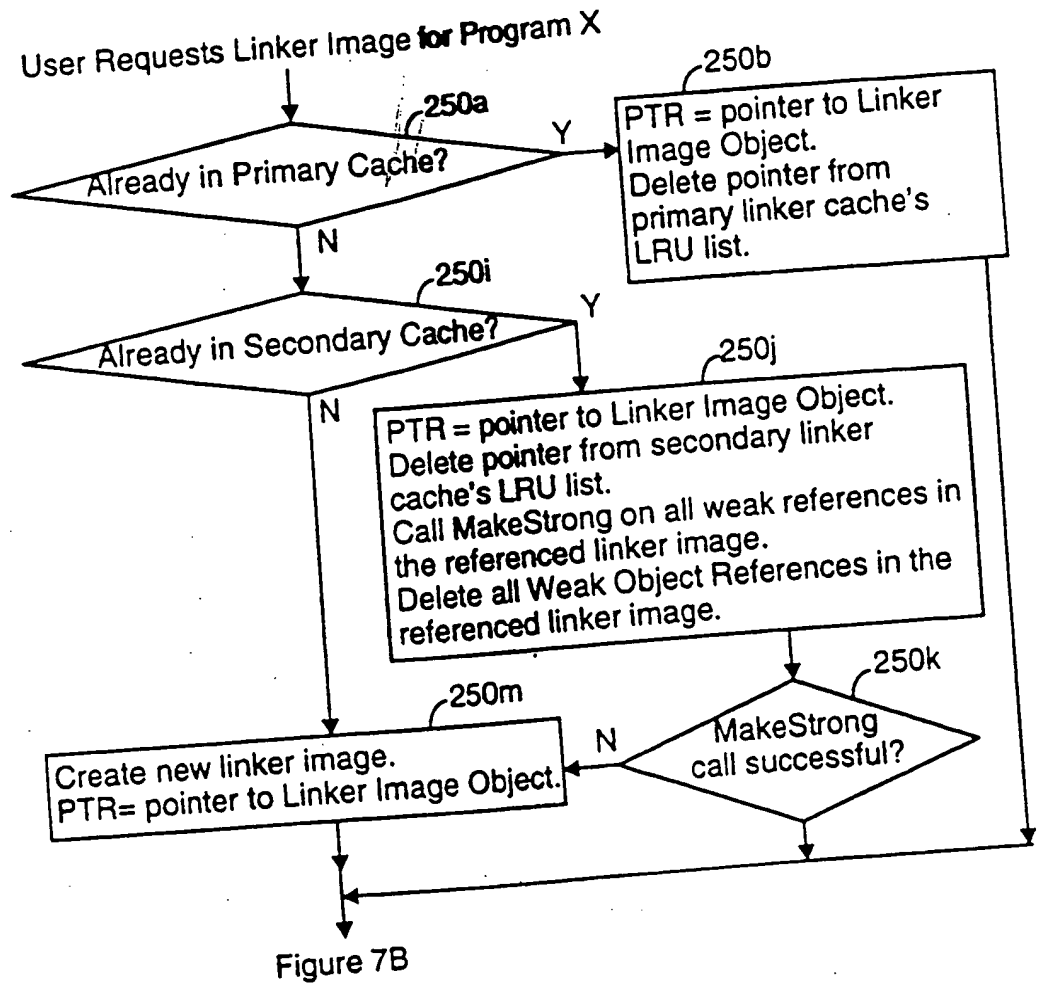 User Requests Linker Image for Program X
250a
Already in Primary Cache?
Y
N
250b
PTR = pointer to Linker
Image Object.
Delete pointer from
primary linker cache's
LRU list.
250i
Already in Secondary Cache?
Y
N
250j
PTR = pointer to Linker Image Object.
Delete pointer from secondary linker
cache's LRU list.
Call MakeStrong on all weak references in
the referenced linker image.
Delete all Weak Object References in the
referenced linker image.
250k
MakeStrong
call successful?
N
250m
Create new linker image.
PTR= pointer to Linker Image Object.
Figure 7B